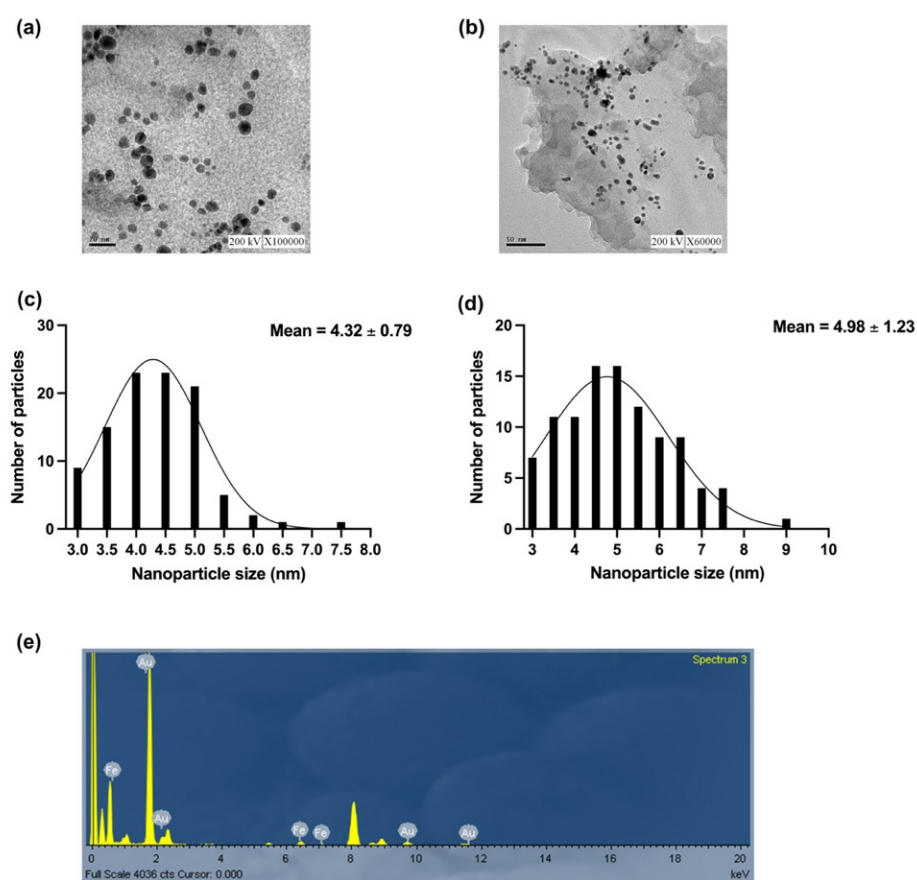 (a)
(b)
20 nm
200 kV X100000
50 nm
200 kV X60000
(c)
(d)
Mean = 4.32 ± 0.79
Mean = 4.98 ± 1.23
Number of particles
30
20
10
0
3.0 3.5 4.0 4.5 5.0 5.5 6.0 6.5 7.0 7.5 8.0
Nanoparticle size (nm)
Number of particles
20
15
10
5
0
3 4 5 6 7 8 9 10
Nanoparticle size (nm)
(e)
Spectrum 3
Au
Fe
Au
Fe Fe Au Au
0 2 4 6 8 10 12 14 16 18 20
Full Scale 4036 cts Cursor: 0.000 keV